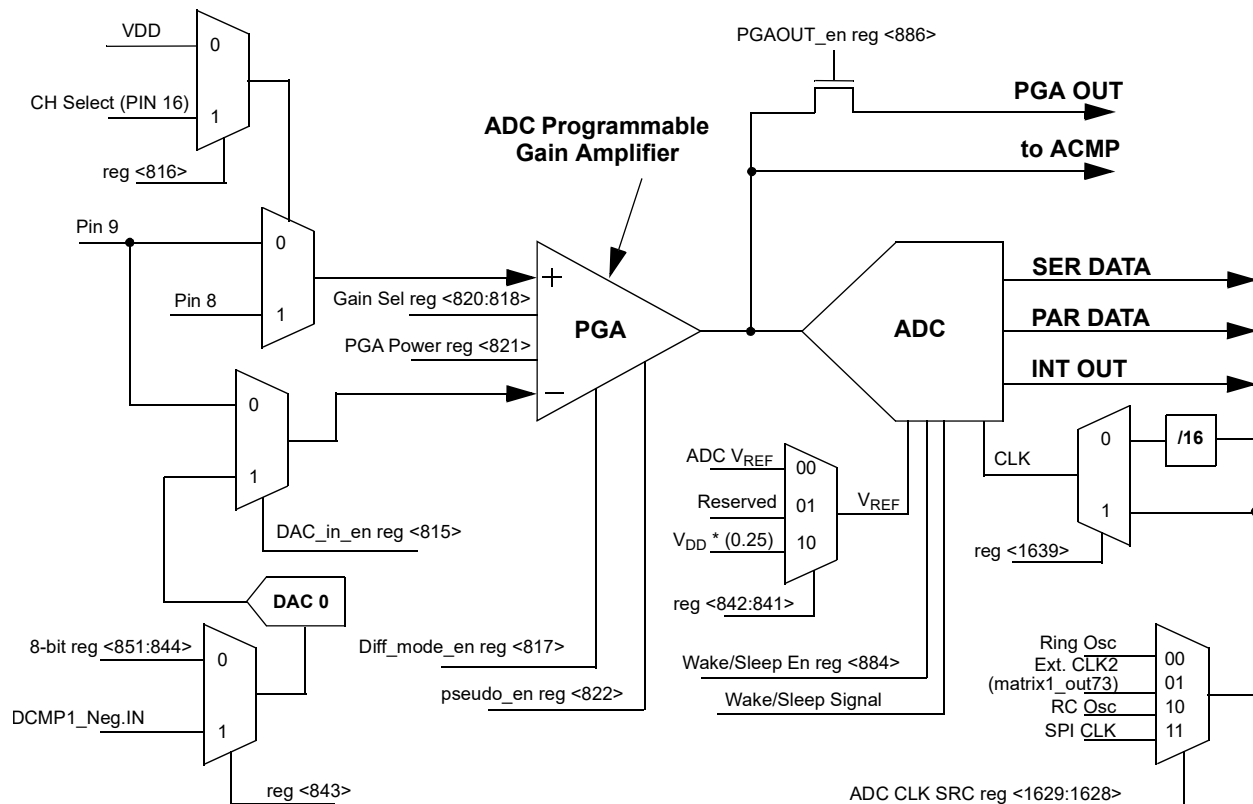 VDD
0
CH Select (PIN 16)
1
reg <816>
PGAOUT_en reg <886>
PGA OUT
to ACMP
ADC Programmable
Gain Amplifier
Pin 9
0
Pin 8
1
+
Gain Sel reg <820:818>
PGA
PGA Power reg <821>
−
ADC
SER DATA
PAR DATA
INT OUT
0
1
DAC_in_en reg <815>
DAC 0
8-bit reg <851:844>
0
DCMP1_Neg.IN
1
reg <843>
Diff_mode_en reg <817>
pseudo_en reg <822>
ADC VREF
00
Reserved
01
VDD * (0.25)
10
VREF
reg <842:841>
Wake/Sleep En reg <884>
Wake/Sleep Signal
CLK
0
/16
1
reg <1639>
Ring Osc
00
Ext. CLK2
(matrix1_out73)
01
RC Osc
10
SPI CLK
11
ADC CLK SRC reg <1629:1628>